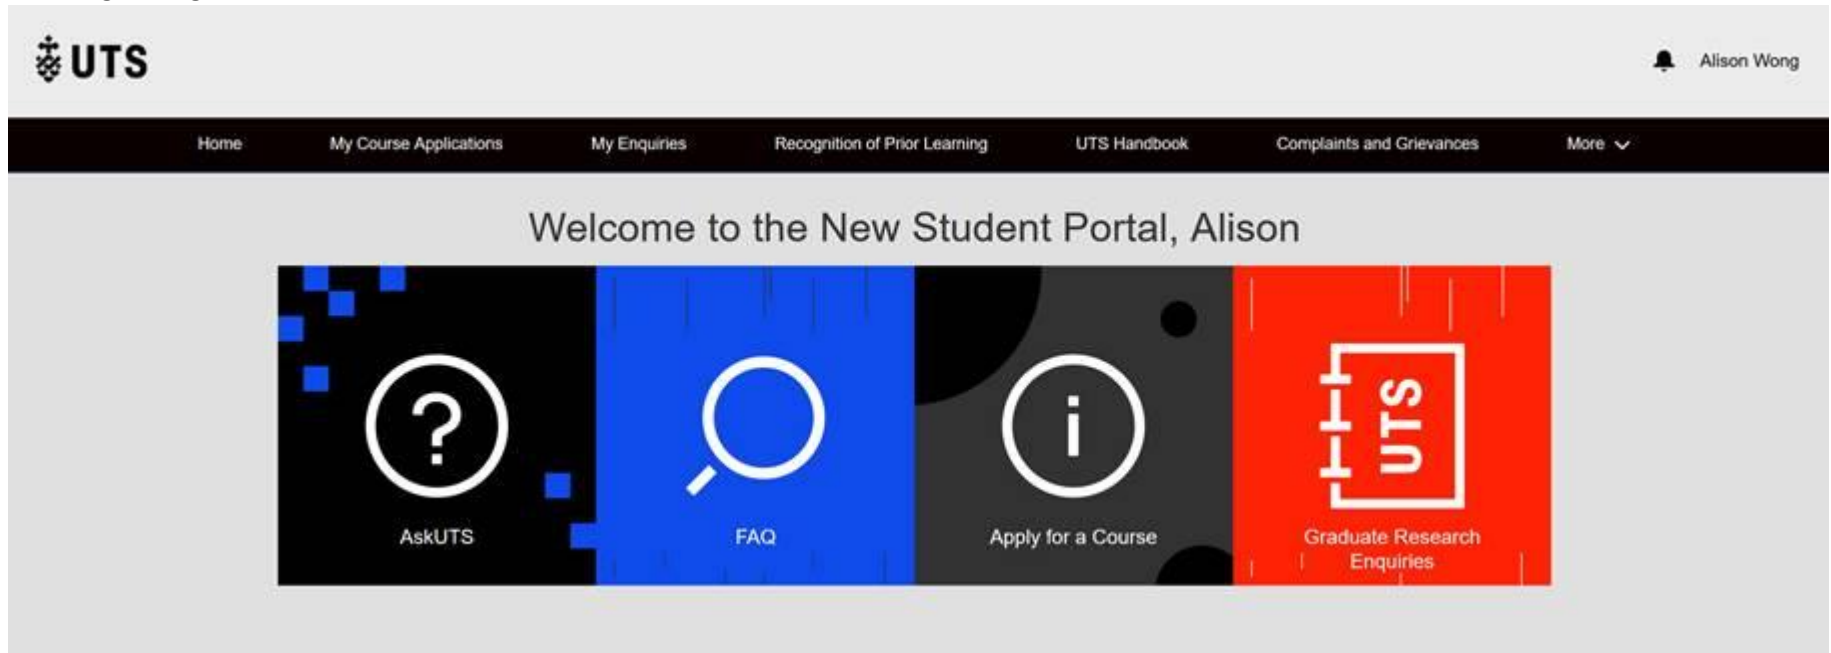 UTS
Alison Wong
Home My Course Applications My Enquiries Recognition of Prior Learning UTS Handbook Complaints and Grievances More
Welcome to the New Student Portal, Alison
?
i
UTS
AskUTS
FAQ
Apply for a Course
Graduate Research
Enquiries